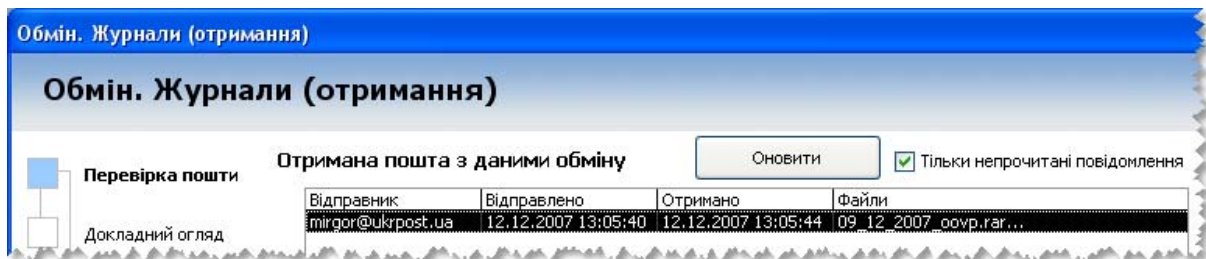 Обмін. Журнали (отримання)
Обмін. Журнали (отримання)
Отримана пошта з даними обміну Оновити Тільки непрочитані повідомлення
Перевірка пошти
Відправник Відправлено Отримано Файли
mirgor@ukrpost.ua 12.12.2007 13:05:40 12.12.2007 13:05:44 09_12_2007_oovp.rar...
Докладний огляд